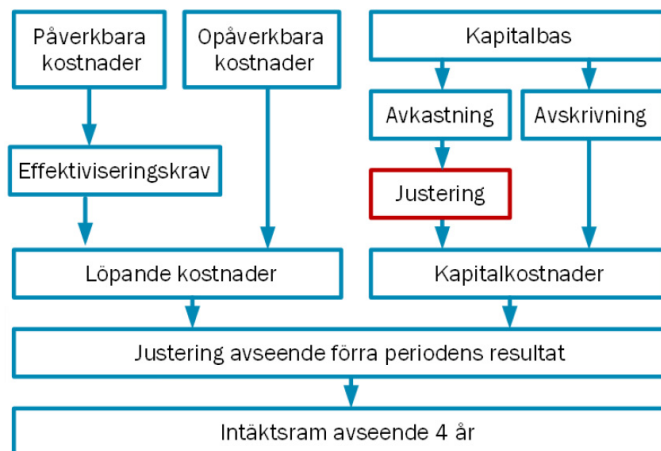 Påverkbara
kostnader
Opåverkbara
kostnader
Kapitalbas
Avkastning
Avskrivning
Effektiviseringskrav
Justering
Löpande kostnader
Kapitalkostnader
Justering avseende förra periodens resultat
Intäktsram avseende 4 år